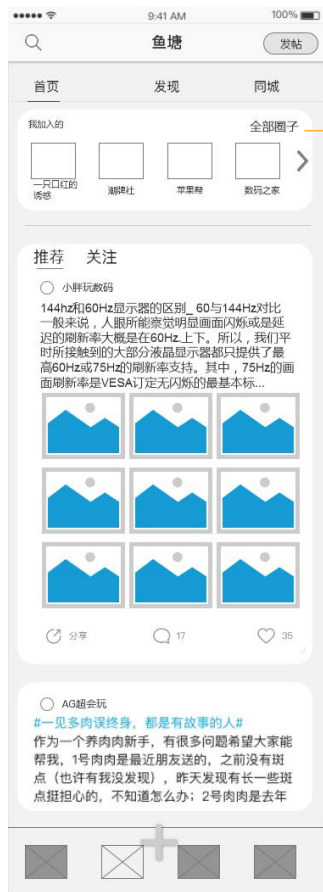 9:41 AM 100%
鱼塘 发帖
首页 发现 同城
我加入的 全部圈子
一只口红的
诱惑 潮牌社 苹果帮 数码之家
推荐 关注
小胖玩数码
144hz和60Hz显示器的区别_ 60与144Hz对比
一般来说，人眼所能察觉明显画面闪烁或是延
迟的刷新率大概是在60Hz.上下。所以，我们平
时所接触到的大部分液晶显示器都只提供了最
高60Hz或75Hz的刷新率支持。其中，75Hz的画
面刷新率是VESA订定无闪烁的最基本标...
分享 17 35
AG超会玩
#一见多肉误终身，都是有故事的人#
作为一个养肉肉新手，有很多问题希望大家能
帮我，1号肉肉是最近朋友送的，之前没有斑
点（也许有我没发现），昨天发现有长一些斑
点挺担心的，不知道怎么办；2号肉肉是去年